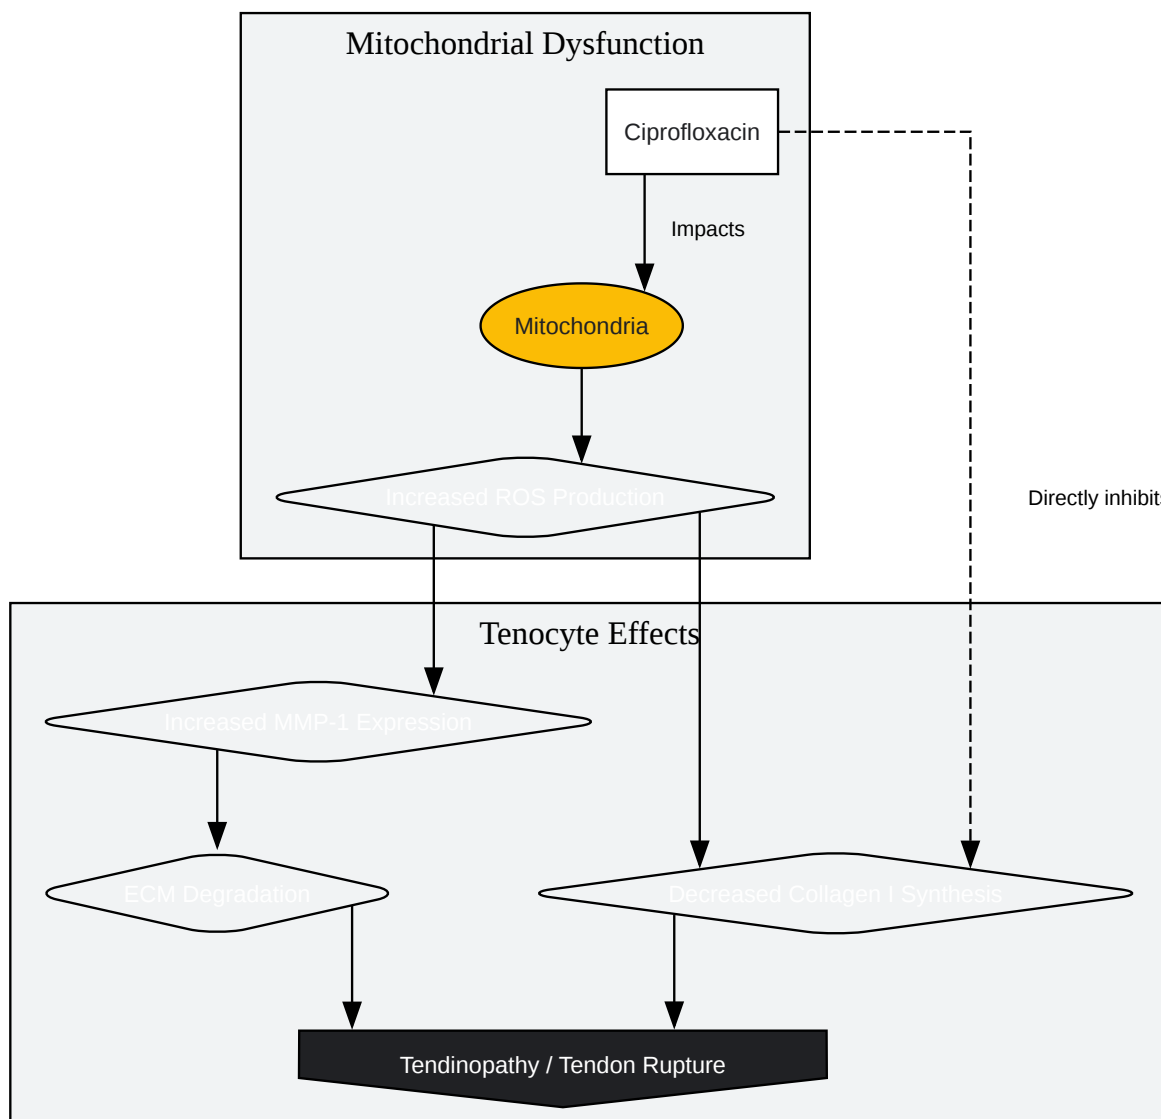 Mitochondrial Dysfunction
Ciprofloxacin
Impacts
Mitochondria
Increased ROS Production
Directly inhibits
Tenocyte Effects
Increased MMP-1 Expression
ECM Degradation
Decreased Collagen I Synthesis
Tendinopathy / Tendon Rupture